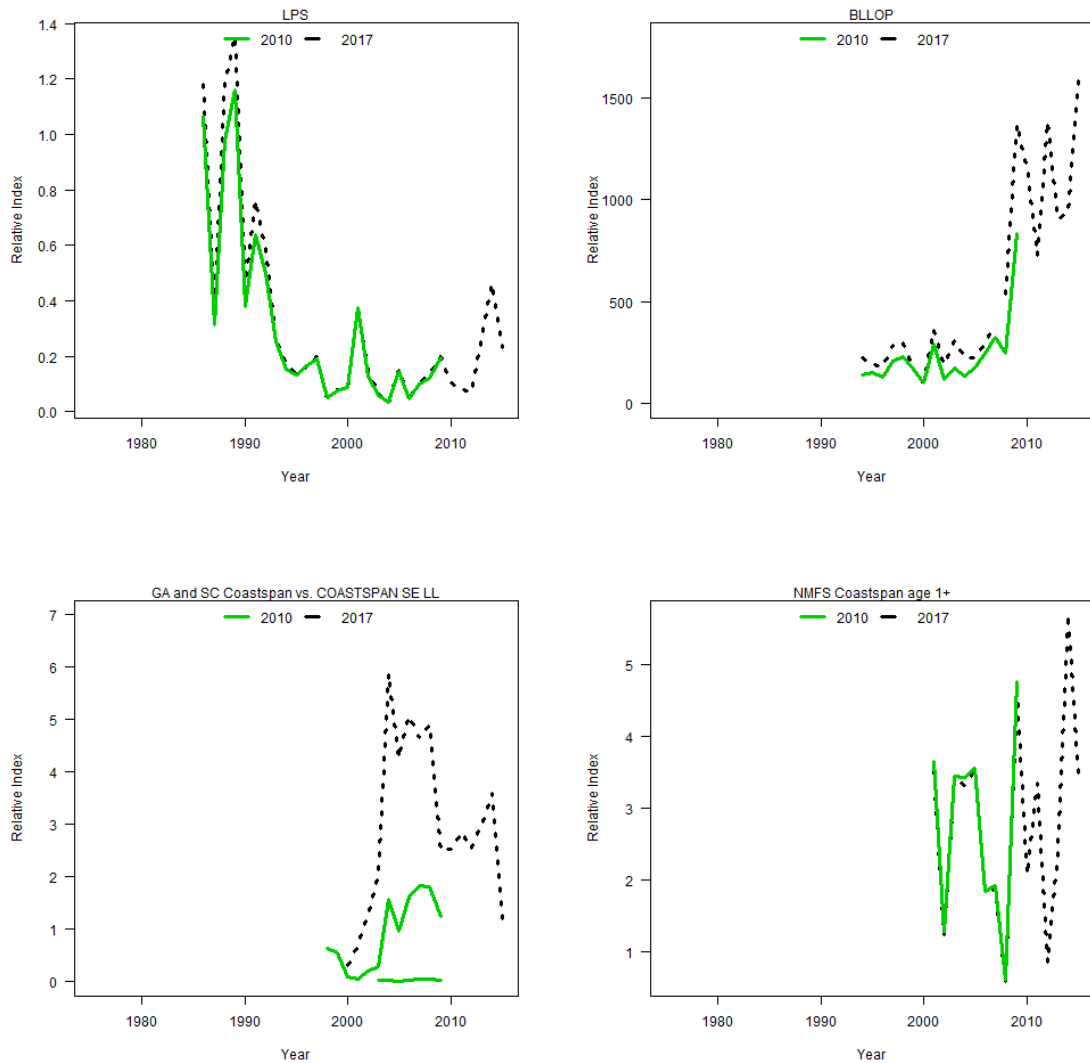 LPS
2010 2017
1.4
1.2
1.0
0.8
0.6
0.4
0.2
0.0
Relative Index
1980 1990 2000 2010
Year
BLLOP
2010 2017
1500
1000
500
0
Relative Index
1980 1990 2000 2010
Year
GA and SC Coastspan vs. COASTSPAN SE LL
2010 2017
7
6
5
4
3
2
1
0
Relative Index
1980 1990 2000 2010
Year
NMFS Coastspan age 1+
2010 2017
5
4
3
2
1
Relative Index
1980 1990 2000 2010
Year